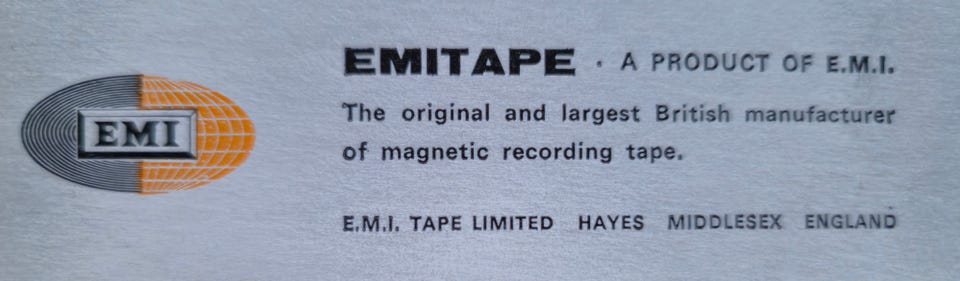 EMI
EMITAPE · A PRODUCT OF E.M.I.
The original and largest British manufacturer
of magnetic recording tape.
E.M.I. TAPE LIMITED HAYES MIDDLESEX ENGLAND